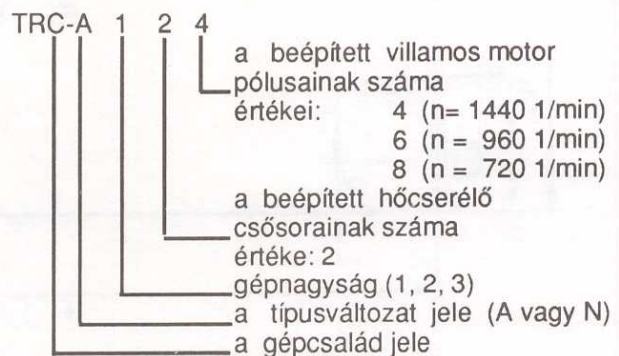 TRC-A 1 2 4
a beépített villamos motor
pólusainak száma
értékei: 4 (n= 1440 1/min)
6 (n = 960 1/min)
8 (n = 720 1/min)
a beépített hőcserélő
csősorainak száma
értéke: 2
gépnagyság (1, 2, 3)
a típusváltozat jele (A vagy N)
a gépcsalád jele